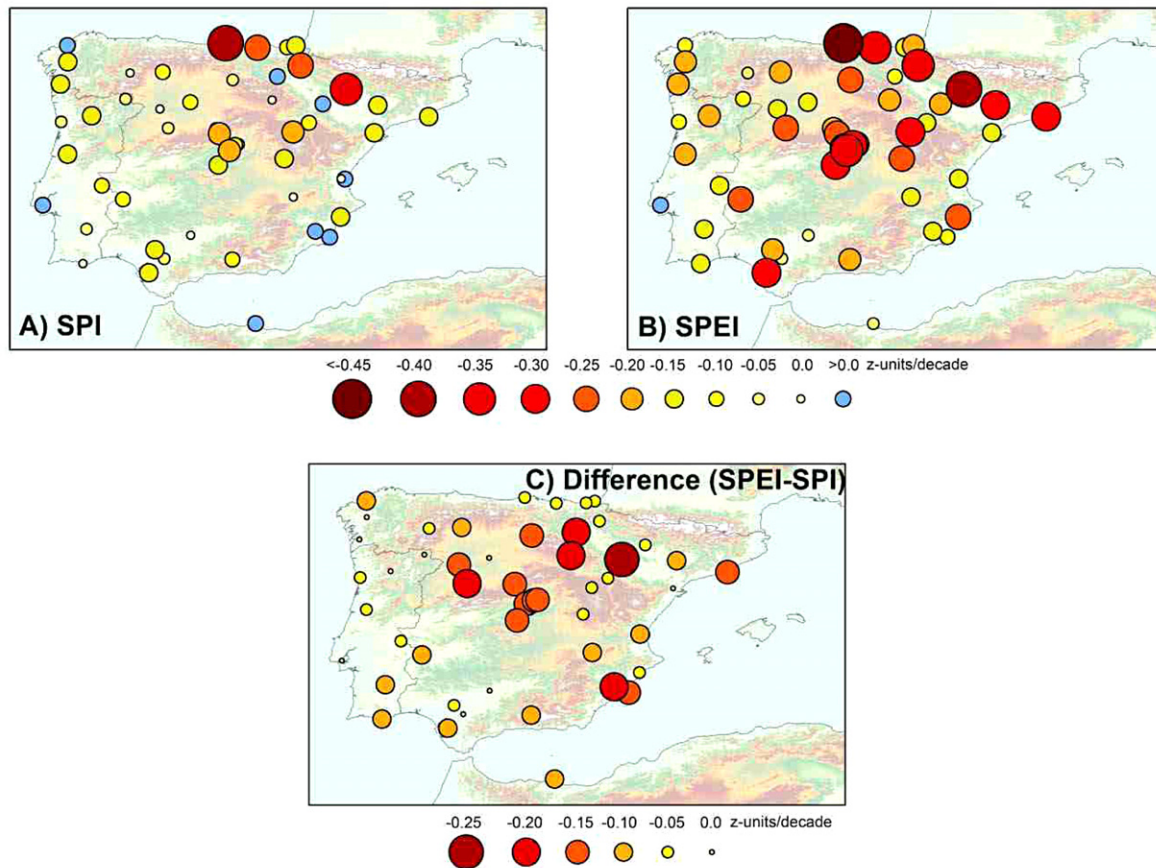 A) SPI
B) SPEI
<-0.45 -0.40 -0.35 -0.30 -0.25 -0.20 -0.15 -0.10 -0.05 0.0 >0.0 z-units/decade
C) Difference (SPEI-SPI)
-0.25 -0.20 -0.15 -0.10 -0.05 0.0 z-units/decade